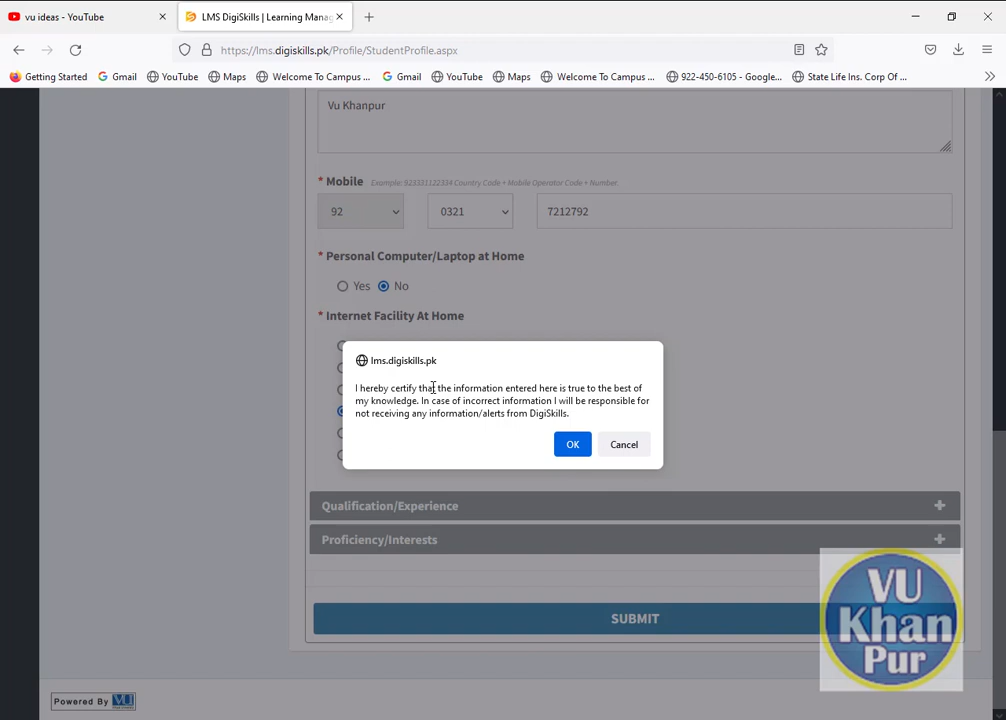 vu ideas - YouTube
LMS DigiSkills | Learning Manag
https://lms.digiskills.pk/Profile/StudentProfile.aspx
Getting Started Gmail YouTube Maps Welcome To Campus ... Gmail YouTube Maps Welcome To Campus ... 922-450-6105 - Google... State Life Ins. Corp Of ...
Vu Khanpur
* Mobile Example: 923331122334 Country Code + Mobile Operator Code + Number.
92 0321 7212792
* Personal Computer/Laptop at Home
Yes No
* Internet Facility At Home
lms.digiskills.pk
I hereby certify that the information entered here is true to the best of
my knowledge. In case of incorrect information I will be responsible for
not receiving any information/alerts from DigiSkills.
OK Cancel
Qualification/Experience
Proficiency/Interests
SUBMIT
VU
Khan
Pur
Powered By VU